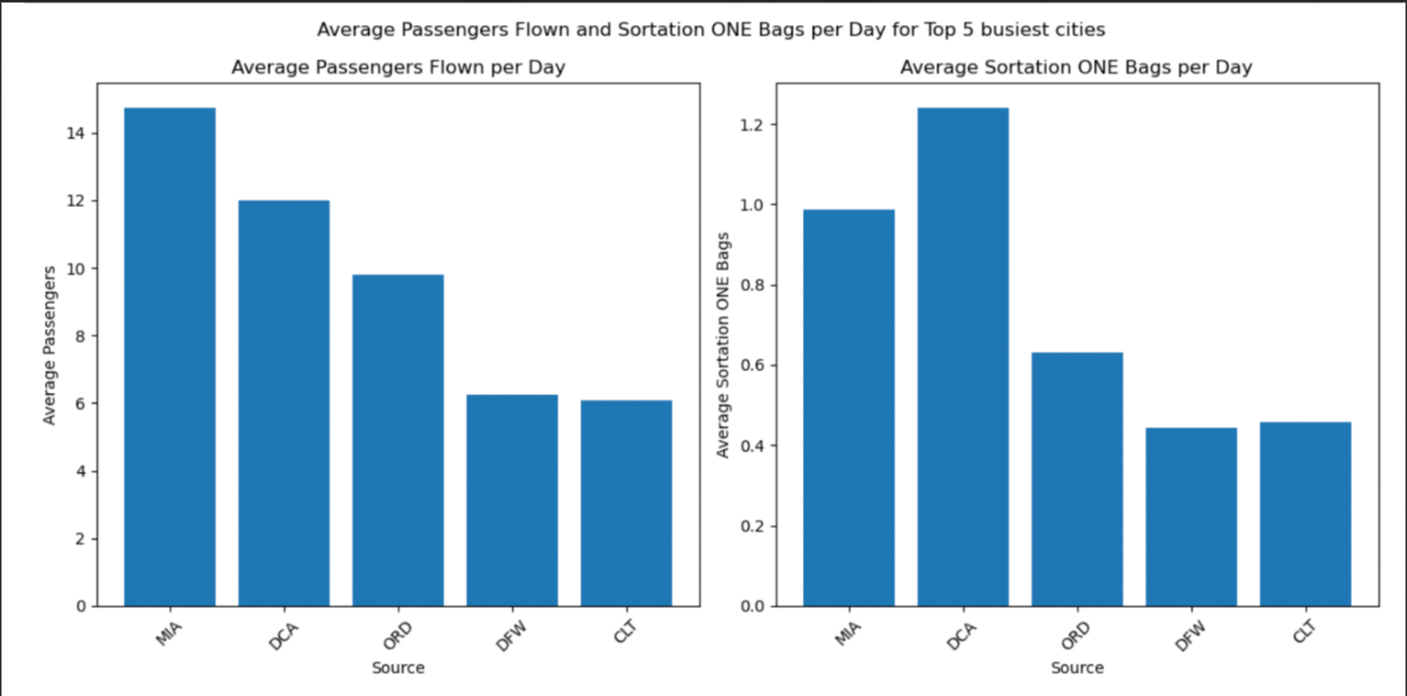 Average Passengers Flown and Sortation ONE Bags per Day for Top 5 busiest cities
Average Passengers Flown per Day
Average Passengers
14
12
10
8
6
4
2
0
MIA
DCA
ORD
DFW
CLT
Source
Average Sortation ONE Bags per Day
Average Sortation ONE Bags
1.2
1.0
0.8
0.6
0.4
0.2
0.0
MIA
DCA
ORD
DFW
CLT
Source